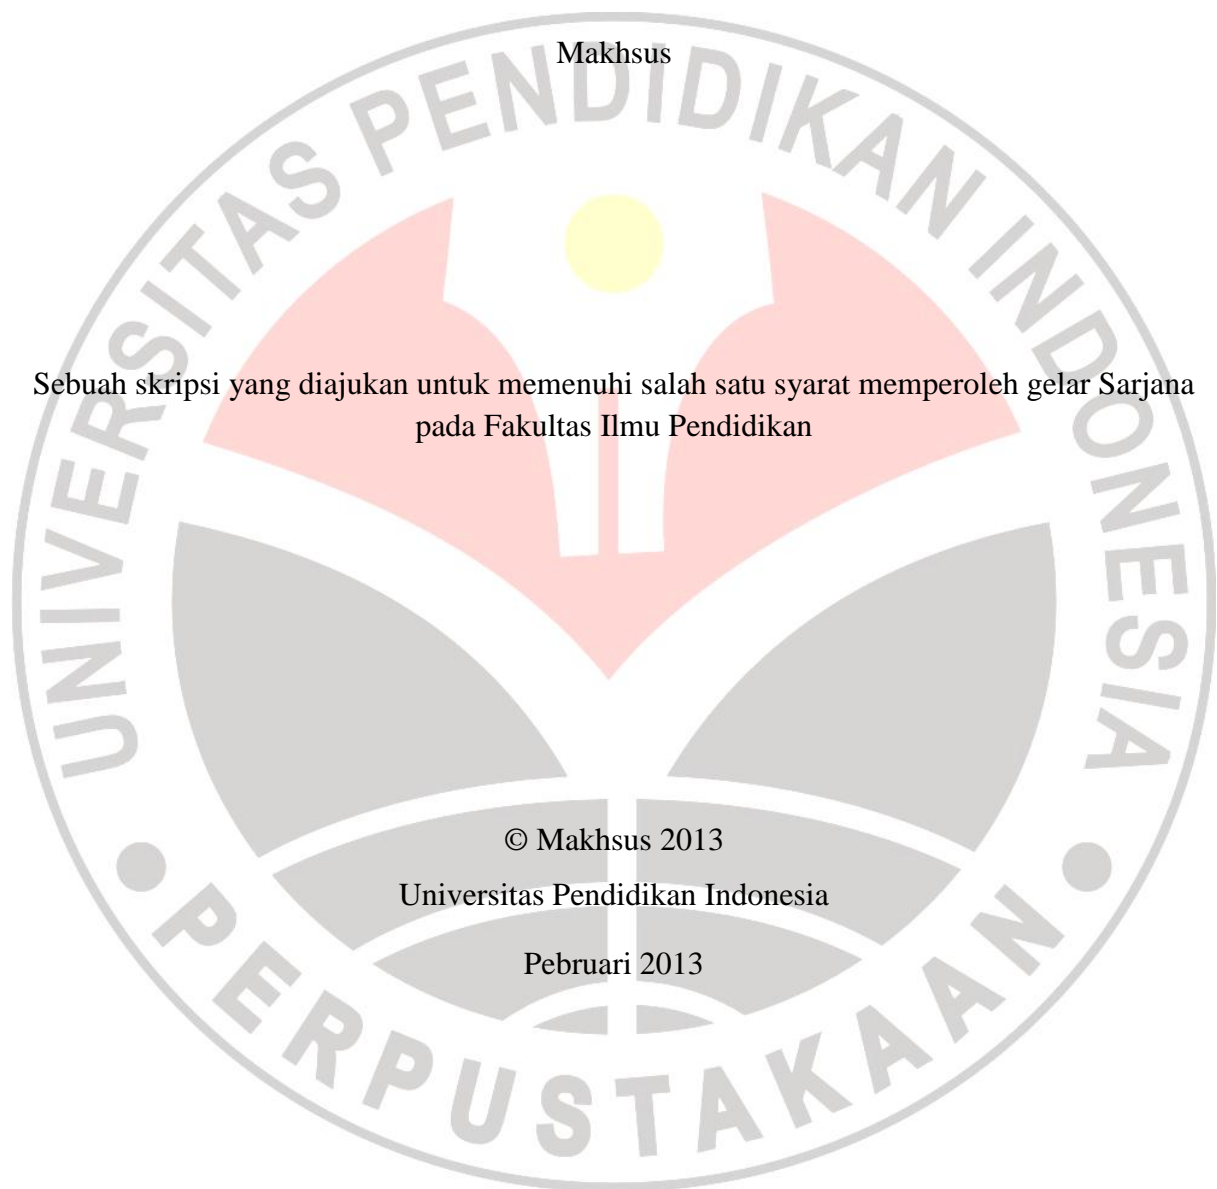 Makhsus
UNIVERSITAS PENDIDIKAN INDONESIA
Sebuah skripsi yang diajukan untuk memenuhi salah satu syarat memperoleh gelar Sarjana
pada Fakultas Ilmu Pendidikan
© Makhsus 2013
Universitas Pendidikan Indonesia
Pebruari 2013
PERPUSTAKAAN